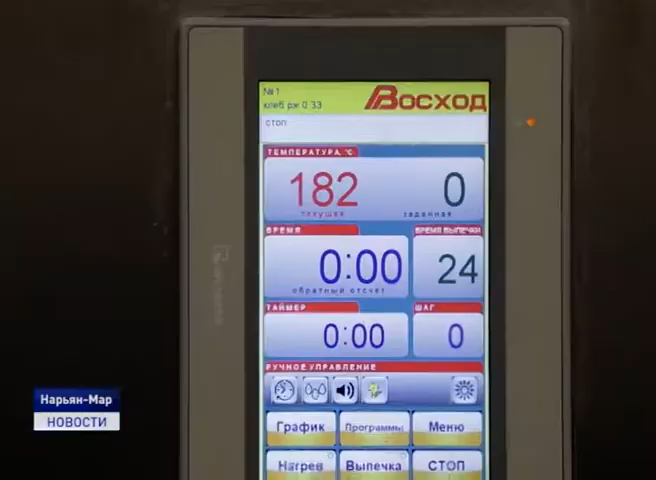 №1
хлеб рж 0 33
Восход
стоп
ТЕМПЕРАТУРА, °C
182
0
текущая
заданная
ВРЕМЯ
ВРЕМЯ ВЫПЕЧКИ
0:00
24
обратный отсчет
ТАЙМЕР
ШАГ
0:00
0
РУЧНОЕ УПРАВЛЕНИЕ
График
Программы
Меню
Нагрев
Выпечка
СТОП
Нарьян-Мар
НОВОСТИ